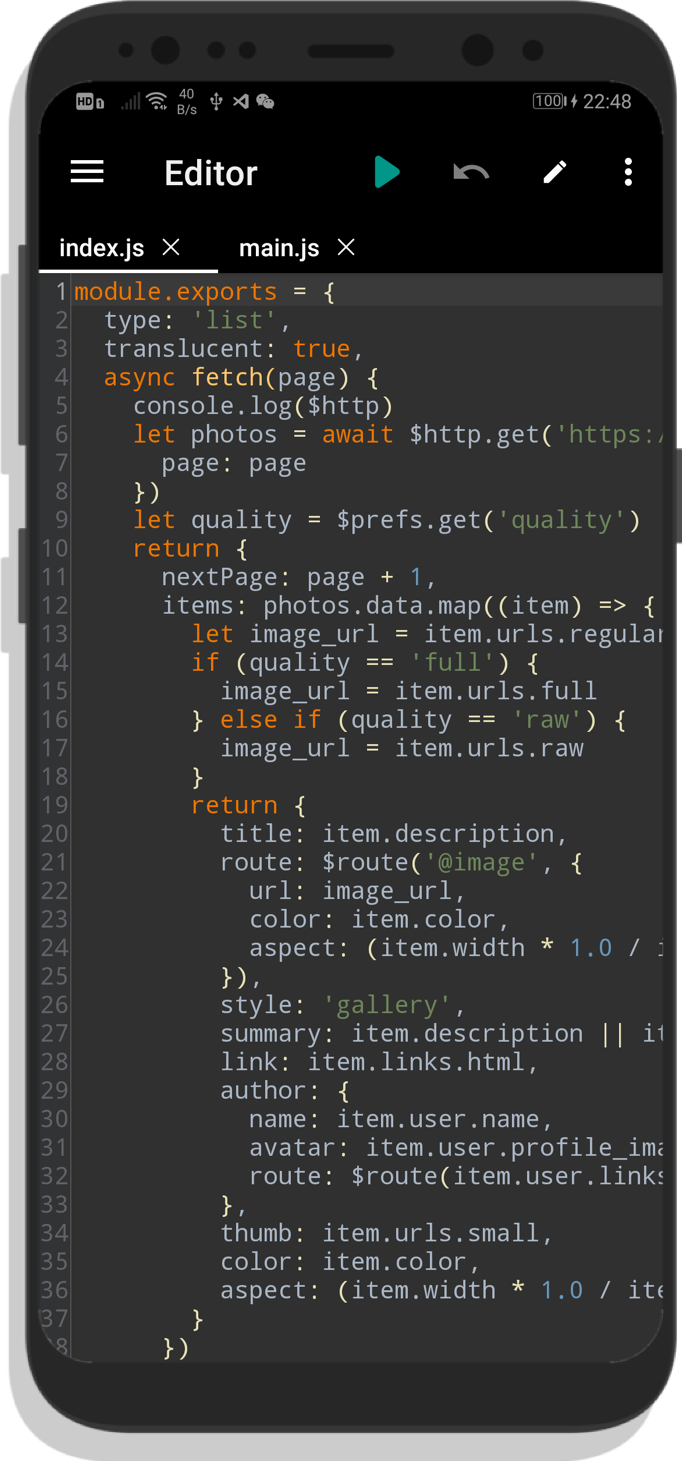 HD 1 40 B/s 100 22:48
Editor
index.js main.js
1 module.exports = {
2 type: 'list',
3 translucent: true,
4 async fetch(page) {
5 console.log($http)
6 let photos = await $http.get('https:/
7 page: page
8 })
9 let quality = $prefs.get('quality')
10 return {
11 nextPage: page + 1,
12 items: photos.data.map((item) => {
13 let image_url = item.urls.regular
14 if (quality == 'full') {
15 image_url = item.urls.full
16 } else if (quality == 'raw') {
17 image_url = item.urls.raw
18 }
19 return {
20 title: item.description,
21 route: $route('@image', {
22 url: image_url,
23 color: item.color,
24 aspect: (item.width * 1.0 / i
25 }),
26 style: 'gallery',
27 summary: item.description || it
28 link: item.links.html,
29 author: {
30 name: item.user.name,
31 avatar: item.user.profile_ima
32 route: $route(item.user.links
33 },
34 thumb: item.urls.small,
35 color: item.color,
36 aspect: (item.width * 1.0 / ite
37 }
38 })